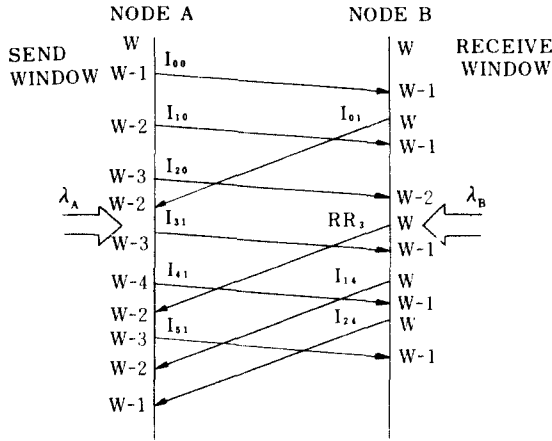 NODE A NODE B
W W
SEND WINDOW
RECEIVE WINDOW
W-1 I₀₀
W-1
W-2 I₁₀ I₀₁ W
W-1
W-3 I₂₀
W-2
W-2
λA RR₃ W λB
W-3 I₃₁
W-1
W-4 I₄₁ I₁₄ W
W-1
W-2
I₂₄ W
W-3 I₅₁
W-1
W-2
W-1